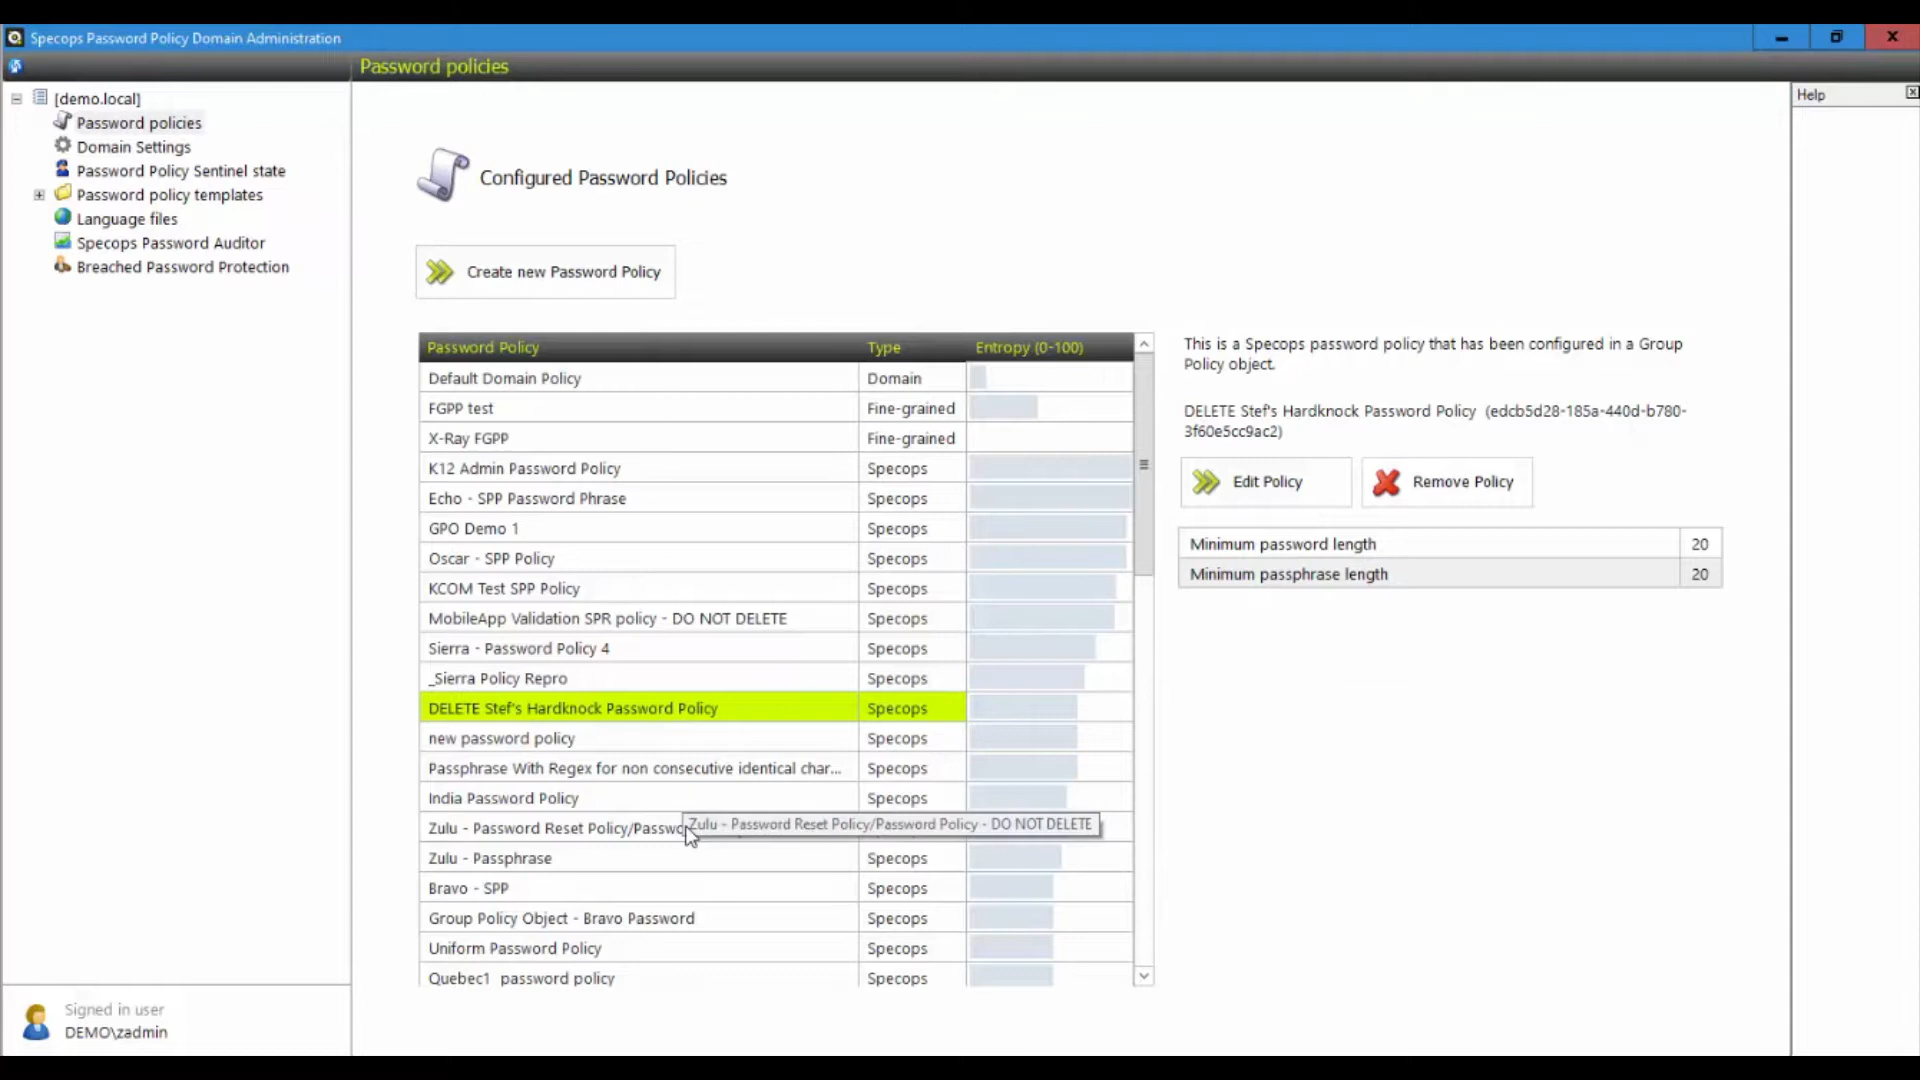 Specops Password Policy Domain Administration
Password policies
[demo.local]
Password policies
Domain Settings
Password Policy Sentinel state
Password policy templates
Language files
Specops Password Auditor
Breached Password Protection
Signed in user
DEMO\zadmin
Configured Password Policies
Create new Password Policy
Password Policy Type Entropy (0-100)
Default Domain Policy Domain
FGPP test Fine-grained
X-Ray FGPP Fine-grained
K12 Admin Password Policy Specops
Echo - SPP Password Phrase Specops
GPO Demo 1 Specops
Oscar - SPP Policy Specops
KCOM Test SPP Policy Specops
MobileApp Validation SPR policy - DO NOT DELETE Specops
Sierra - Password Policy 4 Specops
_Sierra Policy Repro Specops
DELETE Stef's Hardknock Password Policy Specops
new password policy Specops
Passphrase With Regex for non consecutive identical char... Specops
India Password Policy Specops
Zulu - Password Reset Policy/Passwo Zulu - Password Reset Policy/Password Policy - DO NOT DELETE
Zulu - Passphrase Specops
Bravo - SPP Specops
Group Policy Object - Bravo Password Specops
Uniform Password Policy Specops
Quebec1 password policy Specops
This is a Specops password policy that has been configured in a Group
Policy object.
DELETE Stef's Hardknock Password Policy (edcb5d28-185a-440d-b780-
3f60e5cc9ac2)
Edit Policy Remove Policy
Minimum password length 20
Minimum passphrase length 20
Help